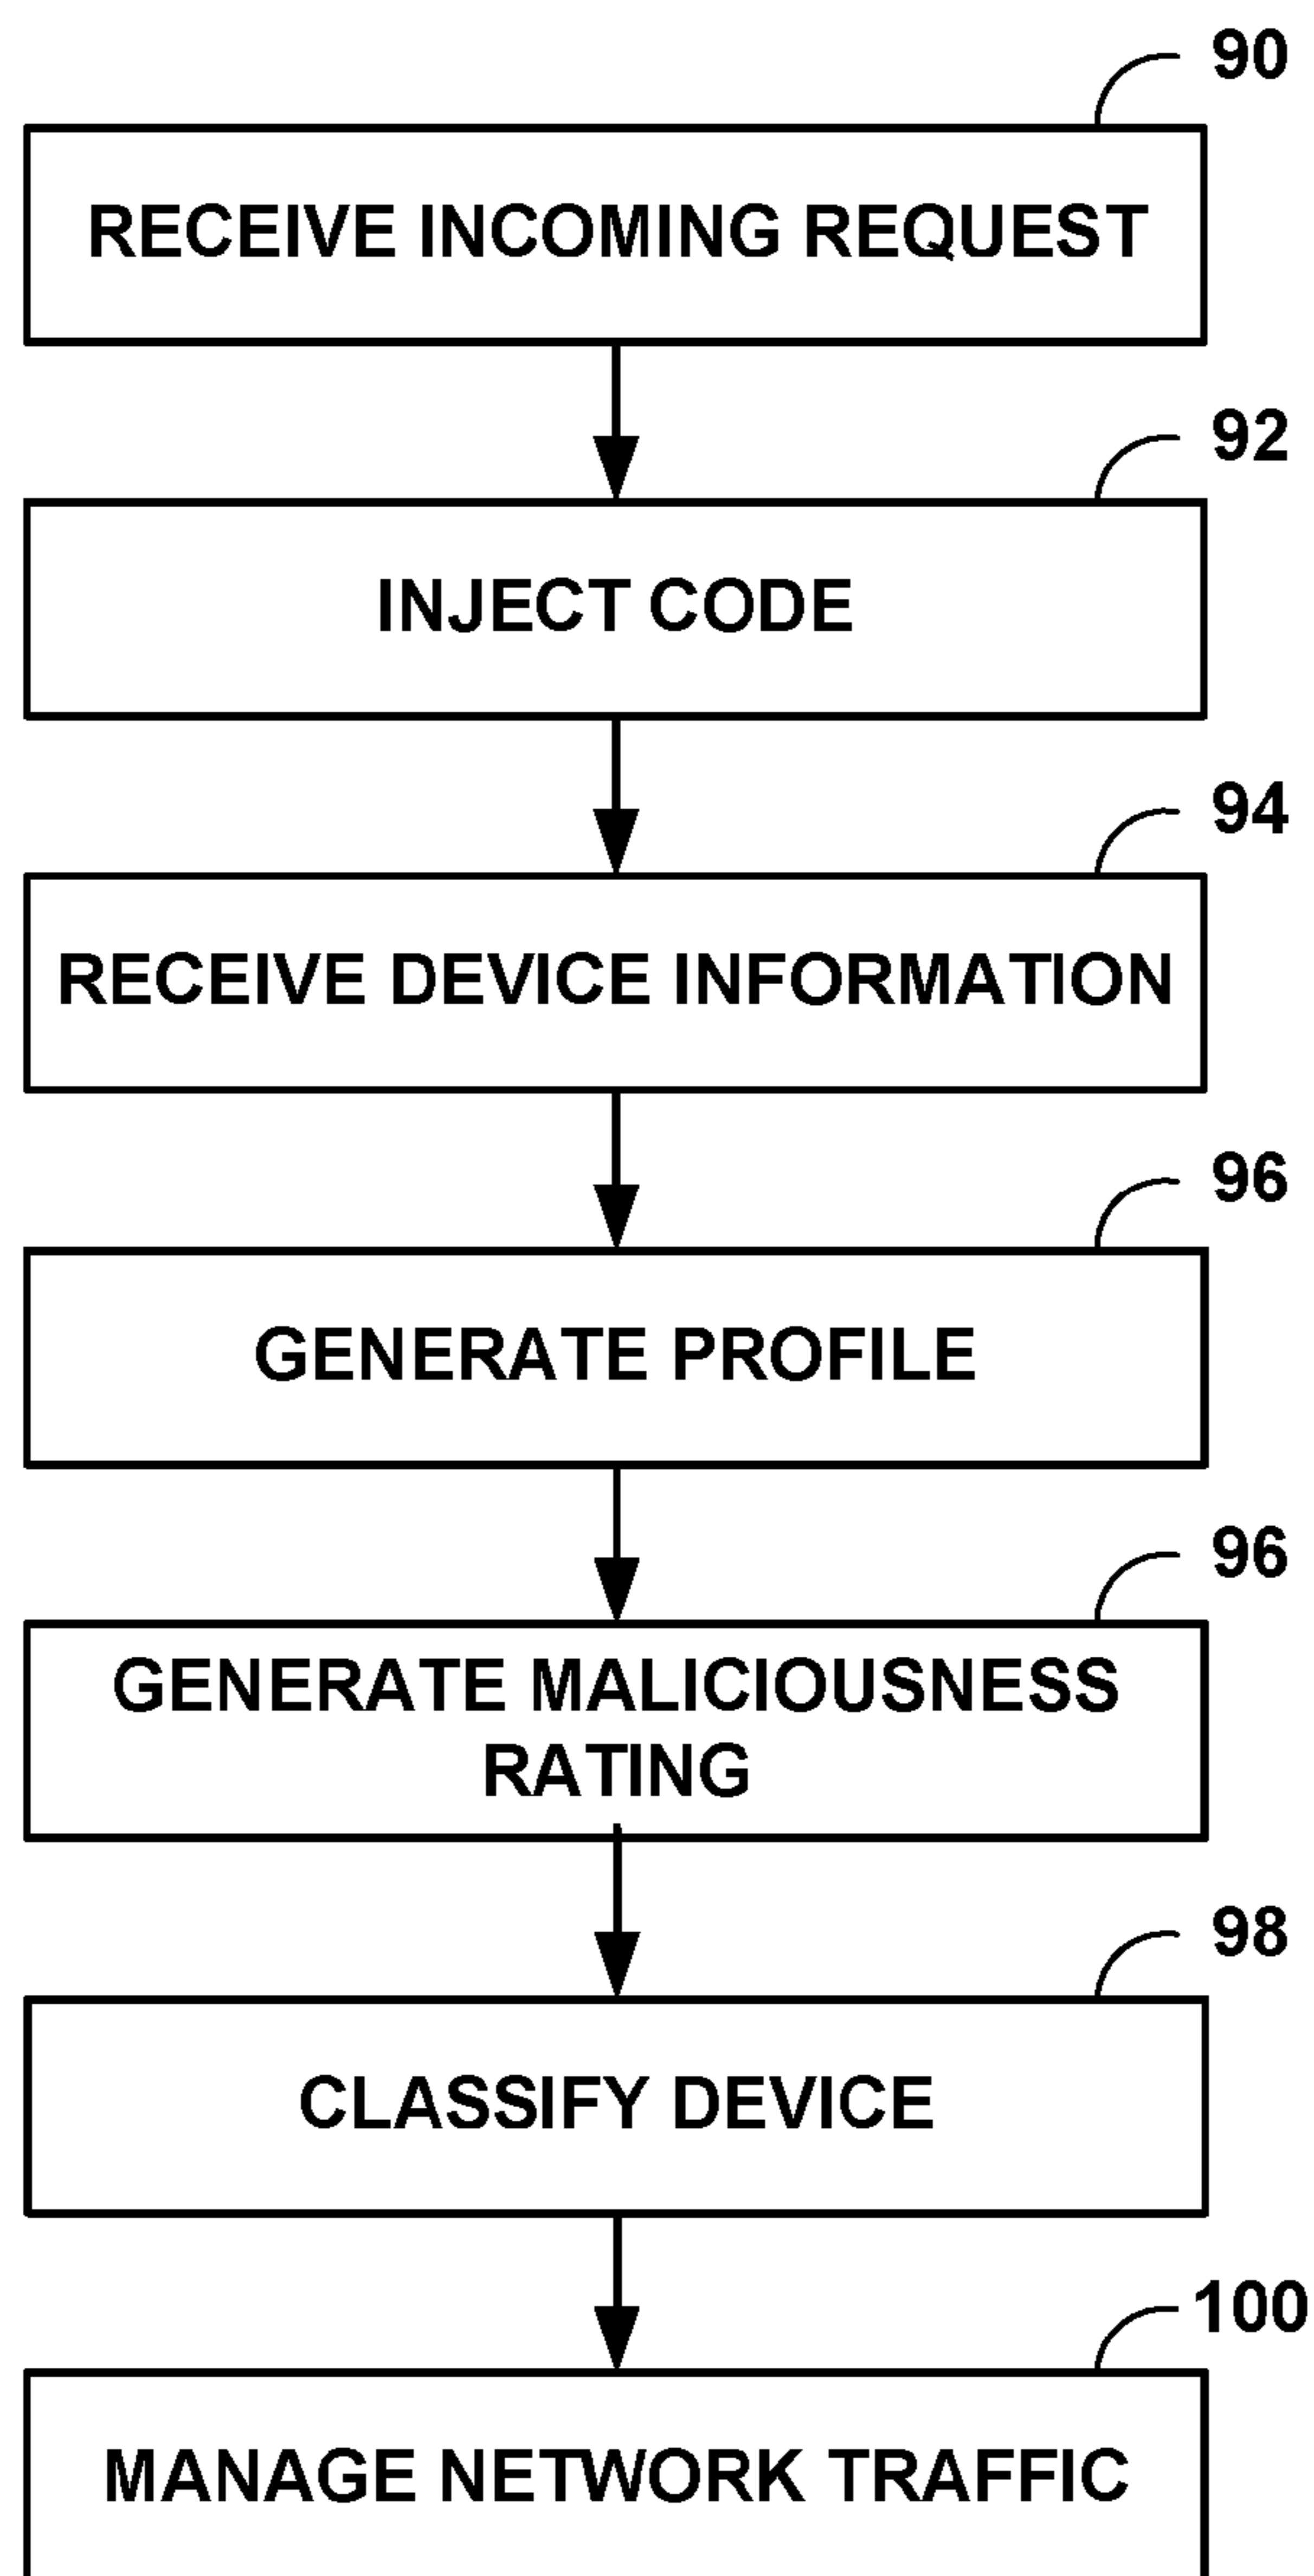 90
RECEIVE INCOMING REQUEST
92
INJECT CODE
94
RECEIVE DEVICE INFORMATION
96
GENERATE PROFILE
96
GENERATE MALICIOUSNESS
RATING
98
CLASSIFY DEVICE
100
MANAGE NETWORK TRAFFIC